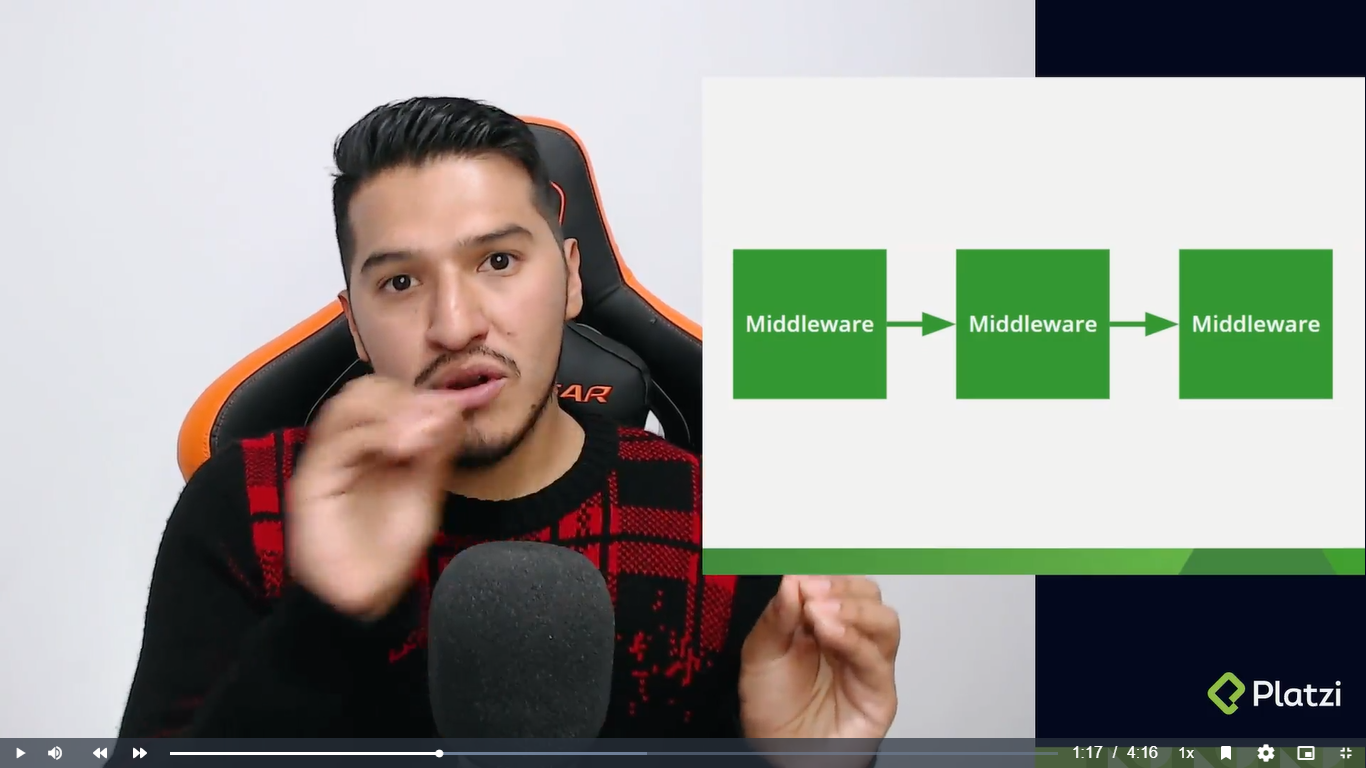 AR
Middleware Middleware Middleware
Platzi
1:17 / 4:16 1x